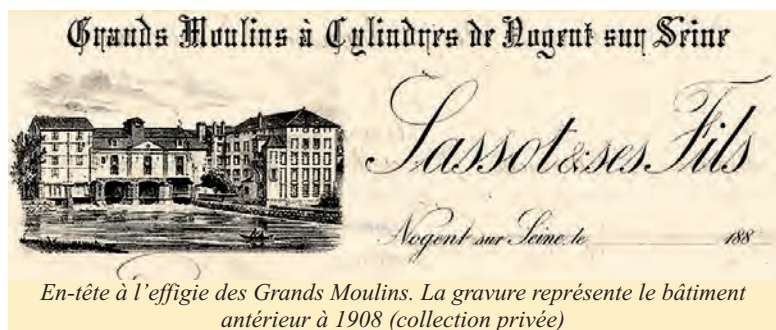 Grands Moulins à Cylindres de Nogent sur Seine
Sassot & ses Fils
Nogent sur Seine, le 188
En-tête à l'effigie des Grands Moulins. La gravure représente le bâtiment
antérieur à 1908 (collection privée)